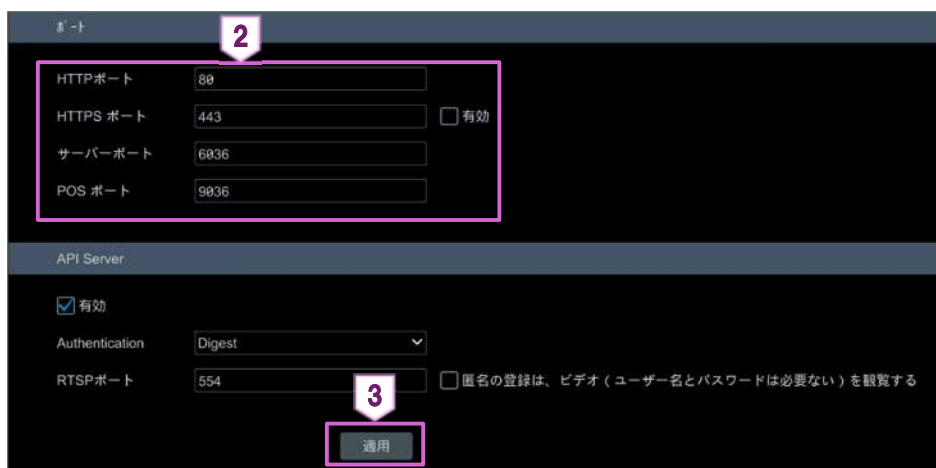 ポート
2
HTTPポート 80
HTTPS ポート 443 有効
サーバーポート 6036
POS ポート 9036
API Server
有効
Authentication Digest
RTSPポート 554 匿名の登録は、ビデオ ( ユーザー名とパスワードは必要ない ) を観覧する
3
適用